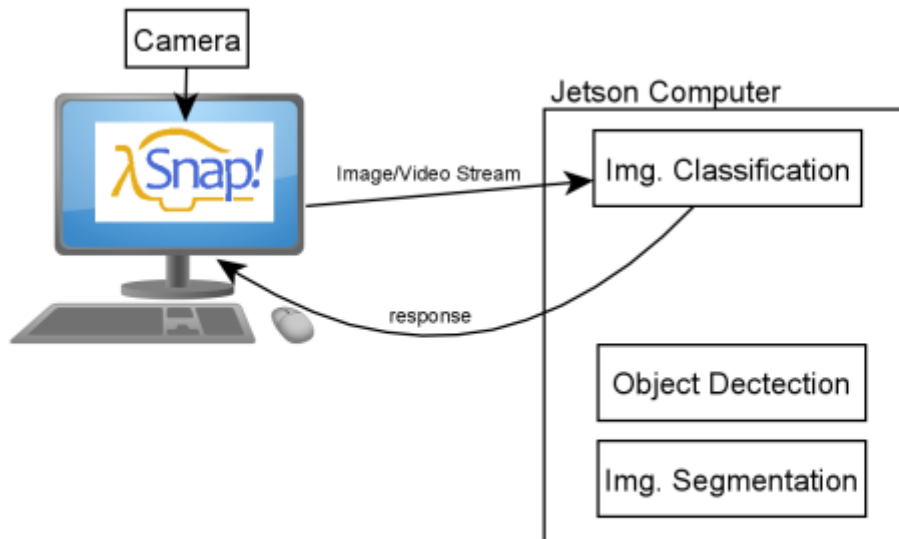 Camera
λSnap!
Jetson Computer
Image/Video Stream
Img. Classification
response
Object Dectection
Img. Segmentation